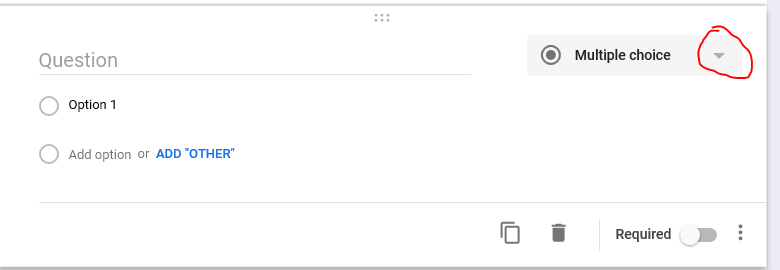 Question
Multiple choice
Option 1
Add option or ADD "OTHER"
Required